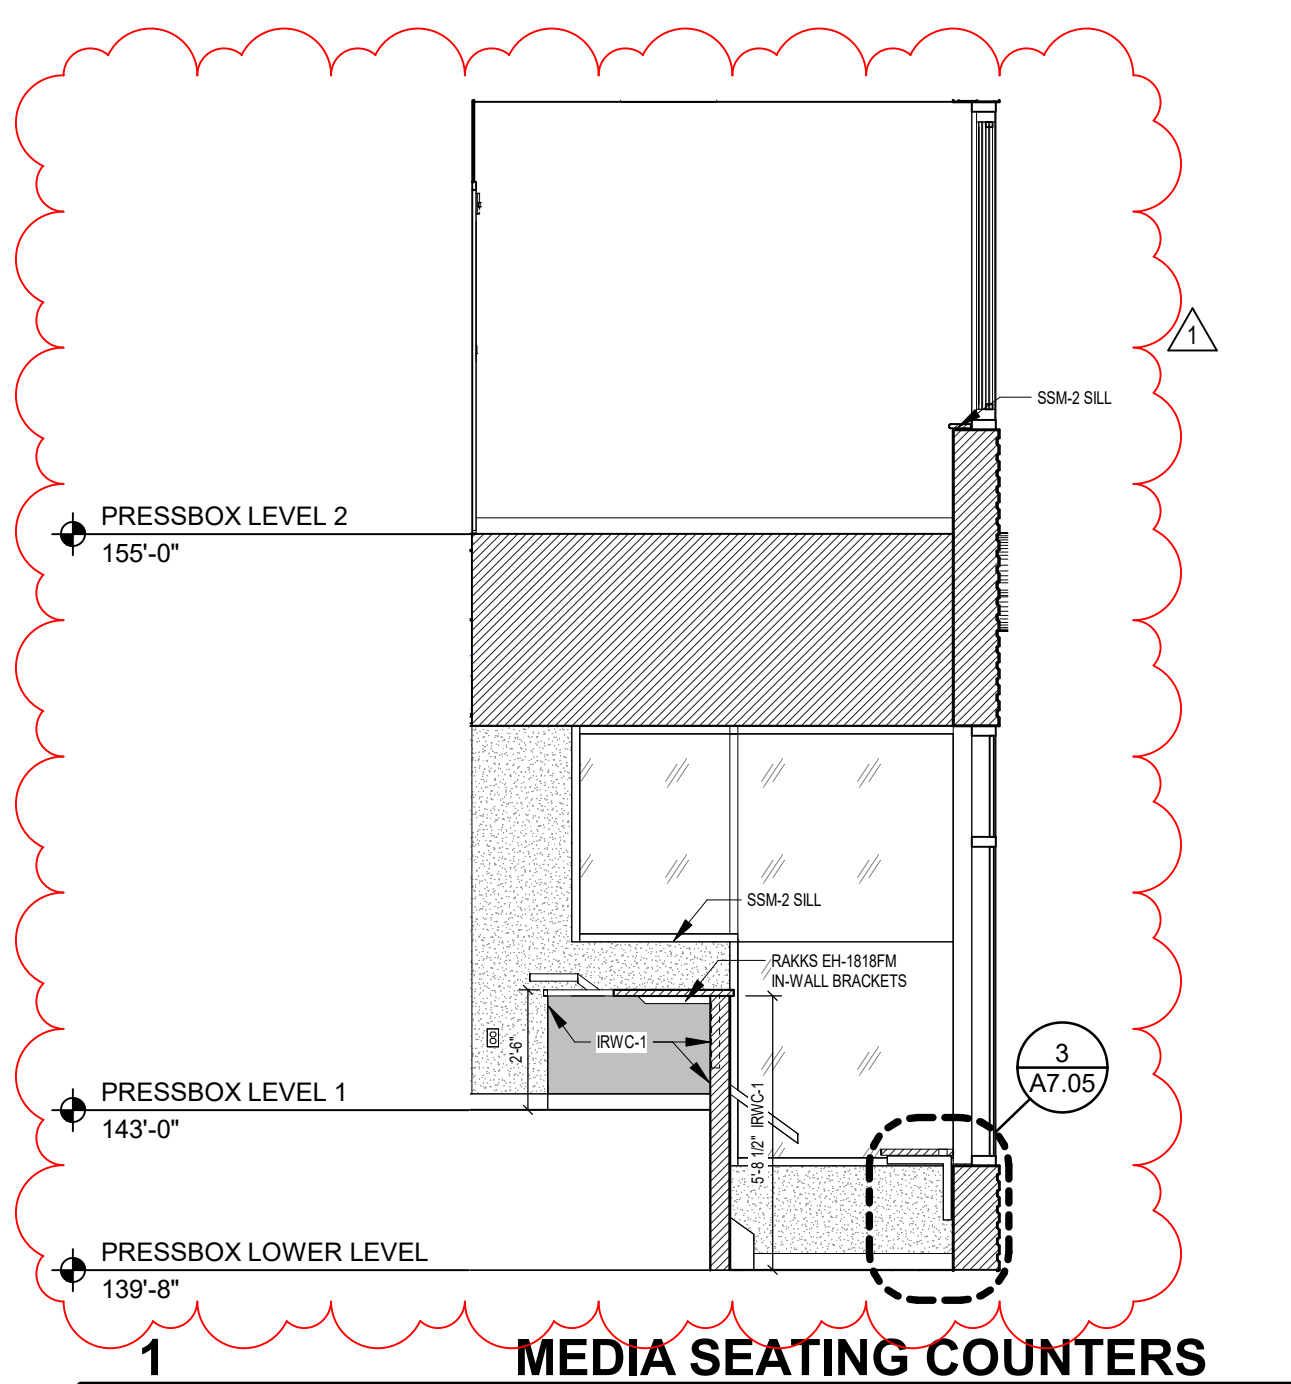 1
SSM-2 SILL
PRESSBOX LEVEL 2
155'-0"
SSM-2 SILL
RAKKS EH-1818FM
IN-WALL BRACKETS
2'-6"
IRWC-1
5'-8 1/2" IRWC-1
3
A7.05
PRESSBOX LEVEL 1
143'-0"
PRESSBOX LOWER LEVEL
139'-8"
1 MEDIA SEATING COUNTERS